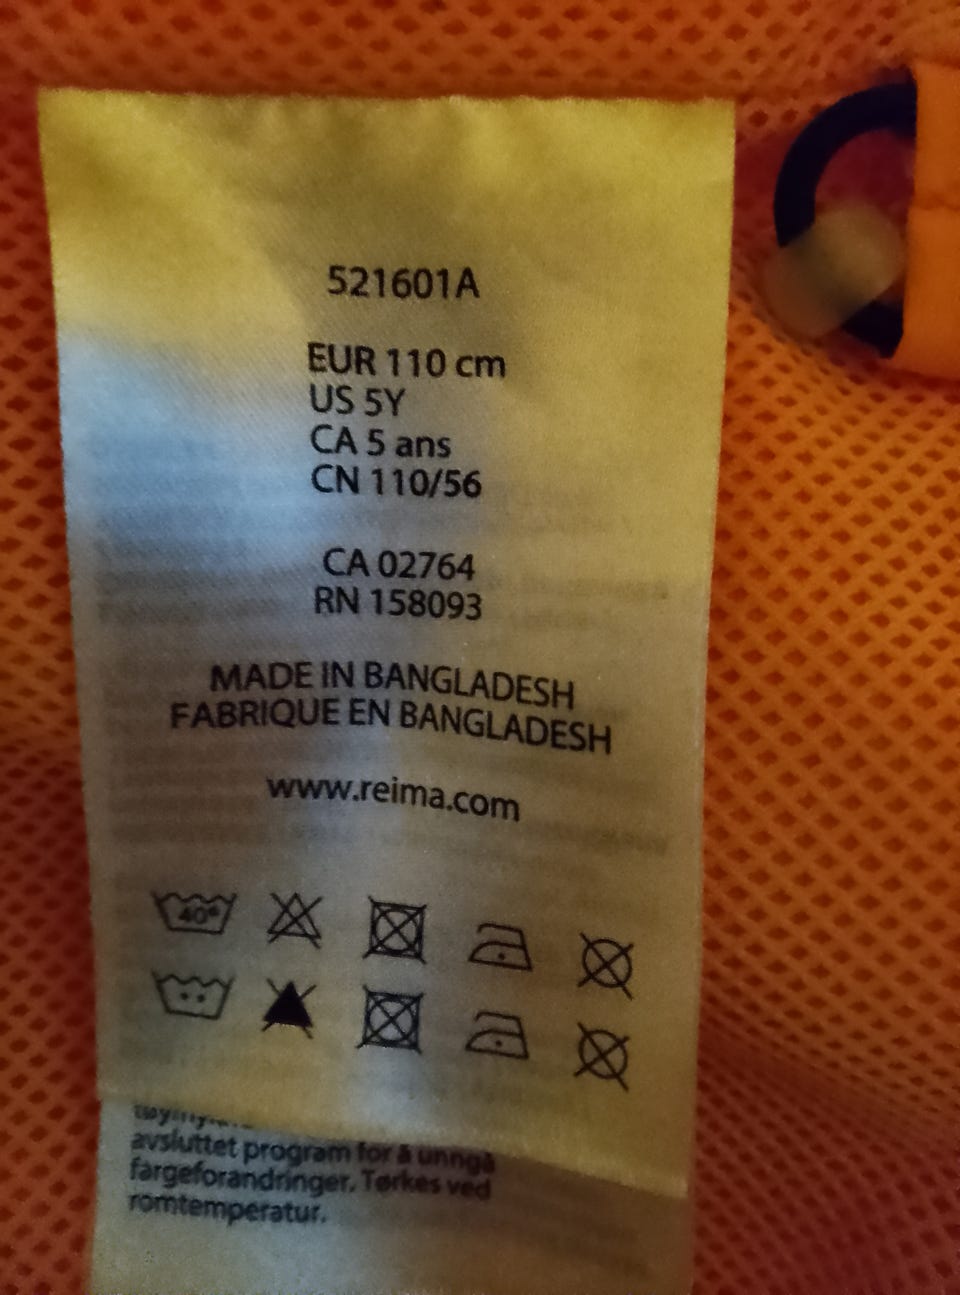 521601A
EUR 110 cm
US 5Y
CA 5 ans
CN 110/56
CA 02764
RN 158093
MADE IN BANGLADESH
FABRIQUE EN BANGLADESH
www.reima.com
40°
avsluttet program for å unngå
fargeforandringer. Tørkes ved
romtemperatur.